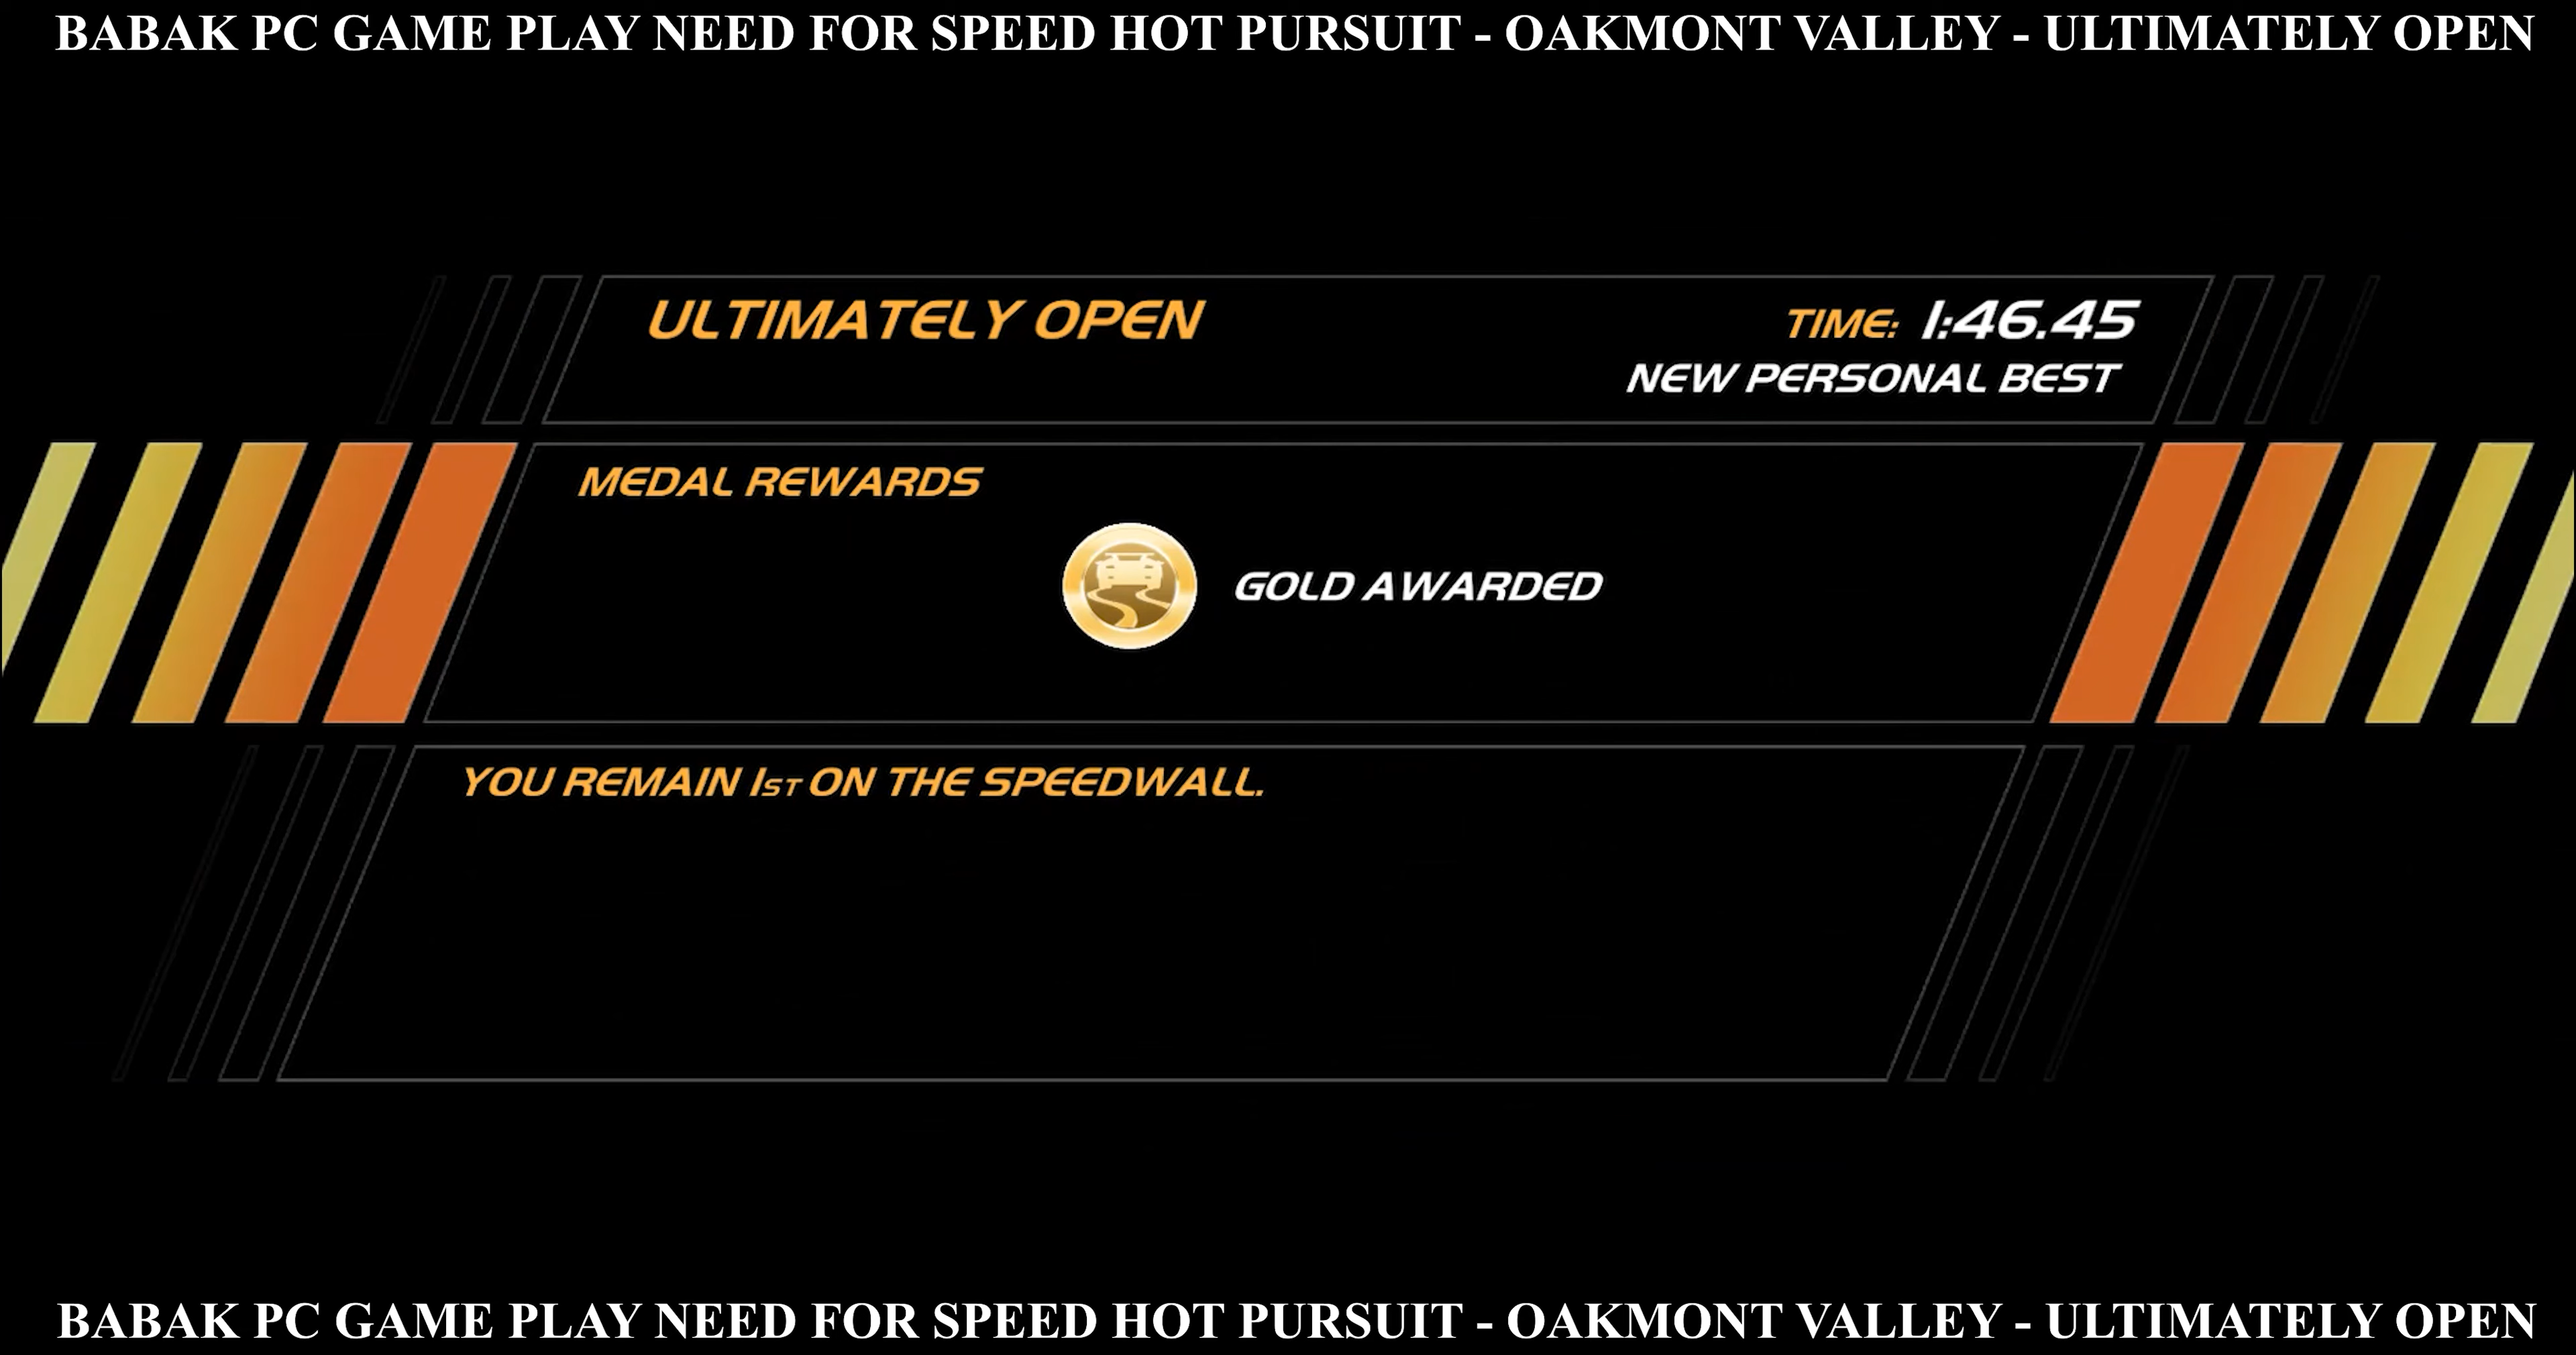 BABAK PC GAME PLAY NEED FOR SPEED HOT PURSUIT - OAKMONT VALLEY - ULTIMATELY OPEN
ULTIMATELY OPEN
TIME: 1:46.45
NEW PERSONAL BEST
MEDAL REWARDS
GOLD AWARDED
YOU REMAIN 1ST ON THE SPEEDWALL.
BABAK PC GAME PLAY NEED FOR SPEED HOT PURSUIT - OAKMONT VALLEY - ULTIMATELY OPEN